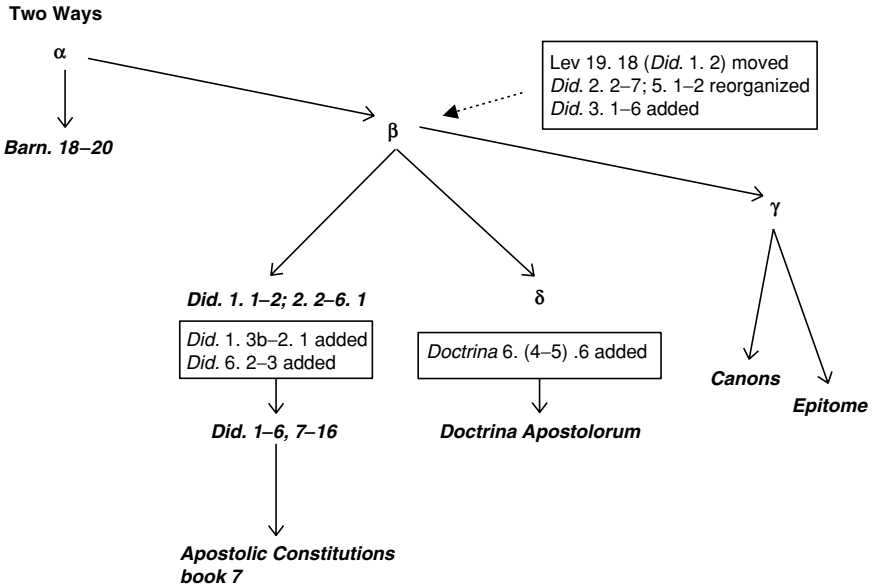 Two Ways
α
Lev 19. 18 (Did. 1. 2) moved
Did. 2. 2–7; 5. 1–2 reorganized
Did. 3. 1–6 added
β
Barn. 18–20
γ
Did. 1. 1–2; 2. 2–6. 1
δ
Did. 1. 3b–2. 1 added
Did. 6. 2–3 added
Doctrina 6. (4–5) .6 added
Canons
Epitome
Did. 1–6, 7–16
Doctrina Apostolorum
Apostolic Constitutions
book 7